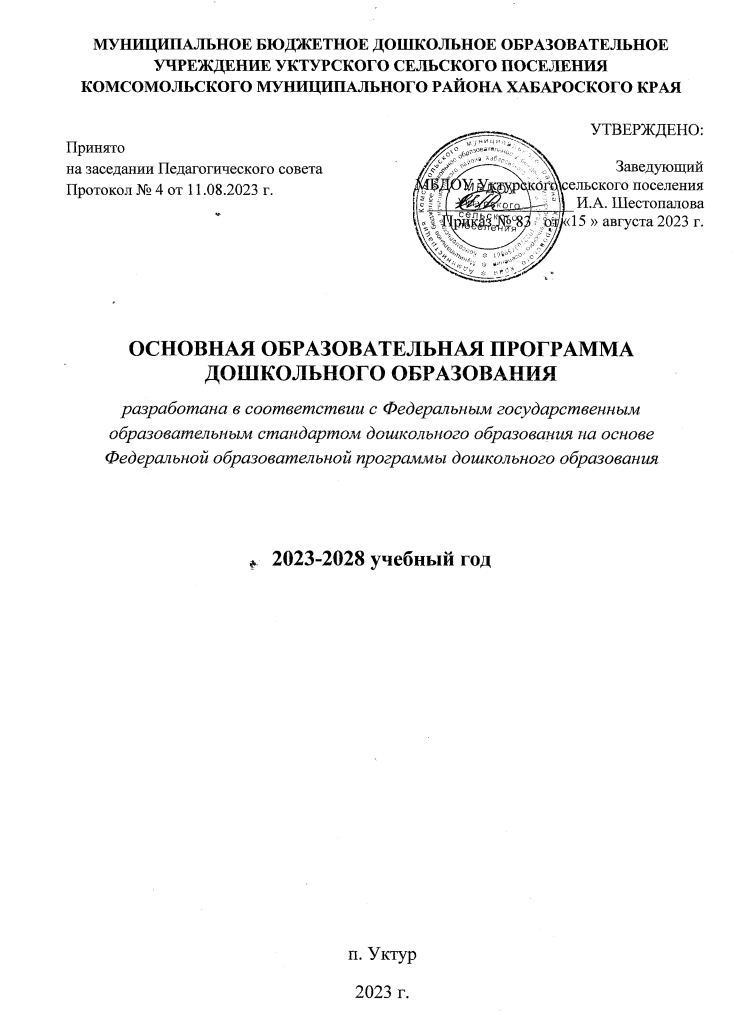 МУНИЦИПАЛЬНОЕ БЮДЖЕТНОЕ ДОШКОЛЬНОЕ ОБРАЗОВАТЕЛЬНОЕ
УЧРЕЖДЕНИЕ УКТУРСКОГО СЕЛЬСКОГО ПОСЕЛЕНИЯ
КОМСОМОЛЬСКОГО МУНИЦИПАЛЬНОГО РАЙОНА ХАБАРОСКОГО КРАЯ
Принято
на заседании Педагогического совета
Протокол № 4 от 11.08.2023 г.
УТВЕРЖДЕНО:
Заведующий
МБДОУ Уктурского сельского поселения
И.А. Шестопалова
Приказ № 83 от «15 » августа 2023 г.
сельского
поселения
ОСНОВНАЯ ОБРАЗОВАТЕЛЬНАЯ ПРОГРАММА
ДОШКОЛЬНОГО ОБРАЗОВАНИЯ
разработана в соответствии с Федеральным государственным
образовательным стандартом дошкольного образования на основе
Федеральной образовательной программы дошкольного образования
2023-2028 учебный год
п. Уктур
2023 г.